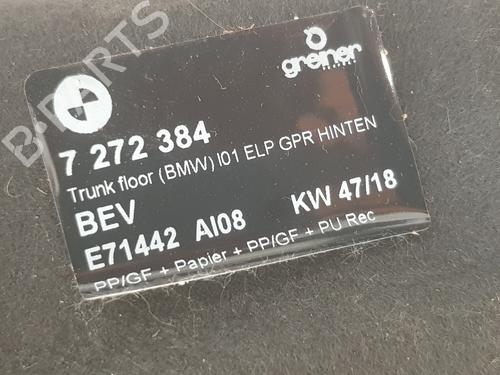 B-PARTS
greiner
7 272 384
Trunk floor (BMW) I01 ELP GPR HINTEN
BEV
E71442 AI08 KW 47/18
PP/GF + Papier + PP/GF + PU Rec